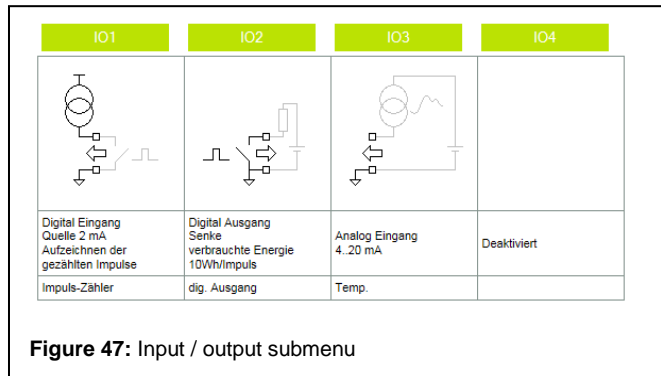 IO1 IO2 IO3 IO4
Digital Eingang
Quelle 2 mA
Aufzeichnen der
gezählten Impulse
Digital Ausgang
Senke
verbrauchte Energie
10Wh/Impuls
Analog Eingang
4..20 mA
Deaktiviert
Impuls-Zähler dig. Ausgang Temp.
Figure 47: Input / output submenu